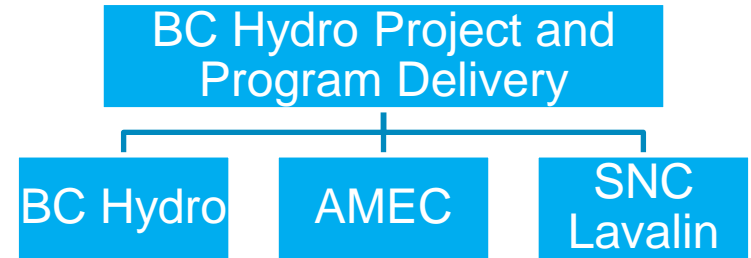 BC Hydro Project and
Program Delivery
BC Hydro
AMEC
SNC
Lavalin